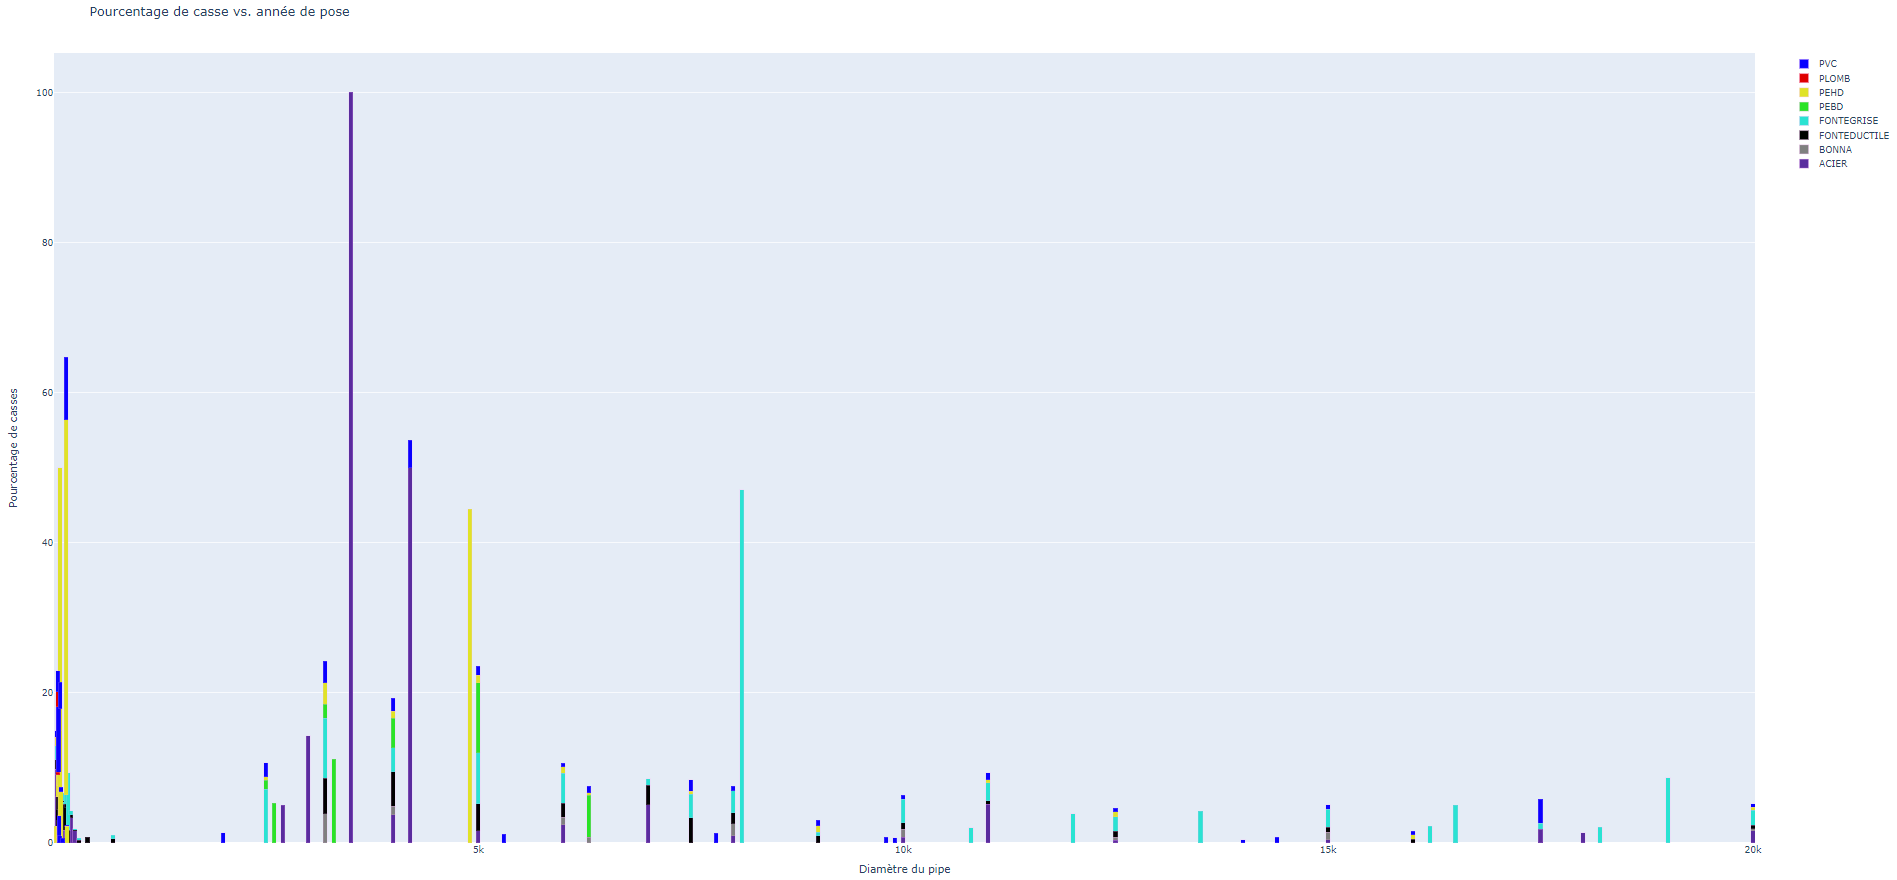 Pourcentage de casse vs. année de pose
PVC
PLOMB
PEHD
PEBD
FONTEGRISE
FONTEDUCTILE
BONNA
ACIER
100
80
60
40
20
0
Pourcentage de casses
5k
10k
15k
20k
Diamètre du pipe